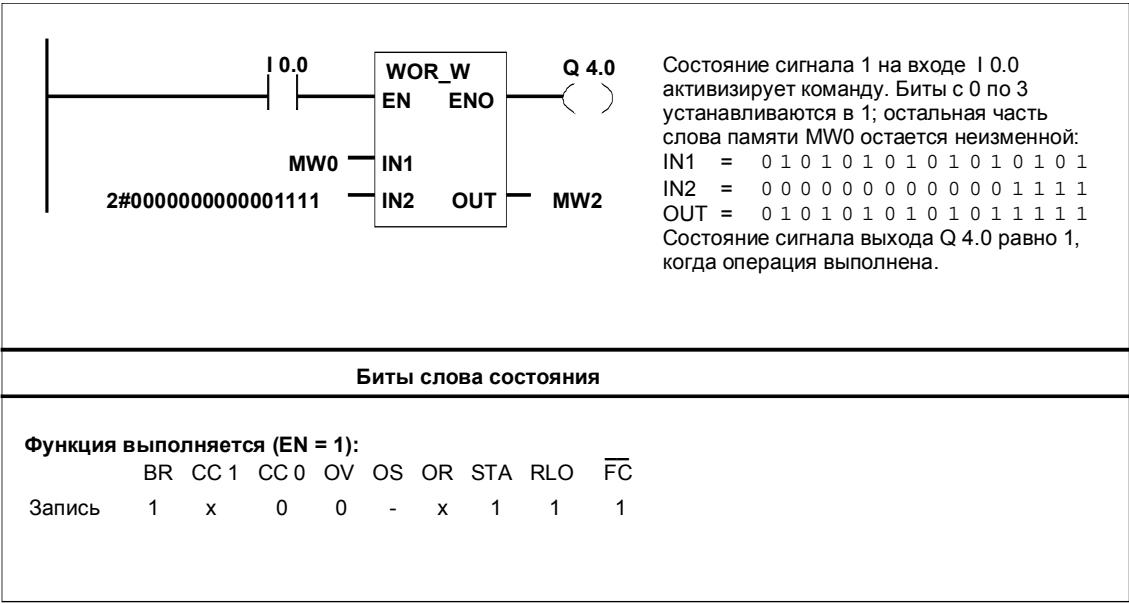 I 0.0
WOR_W
Q 4.0
EN ENO
MW0
IN1
2#0000000000001111
IN2 OUT
MW2
Состояние сигнала 1 на входе I 0.0
активизирует команду. Биты с 0 по 3
устанавливаются в 1; остальная часть
слова памяти MW0 остается неизменной:
IN1 = 0 1 0 1 0 1 0 1 0 1 0 1 0 1 0 1
IN2 = 0 0 0 0 0 0 0 0 0 0 0 0 1 1 1 1
OUT = 0 1 0 1 0 1 0 1 0 1 0 1 1 1 1 1
Состояние сигнала выхода Q 4.0 равно 1,
когда операция выполнена.
Биты слова состояния
Функция выполняется (EN = 1):
BR CC 1 CC 0 OV OS OR STA RLO F̅C̅
Запись 1 x 0 0 - x 1 1 1